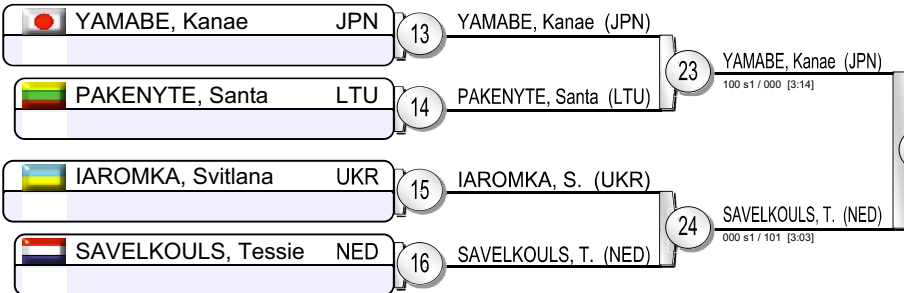 YAMABE, Kanae JPN
13
YAMABE, Kanae (JPN)
PAKENYTE, Santa LTU
14
PAKENYTE, Santa (LTU)
23
YAMABE, Kanae (JPN)
100 s1 / 000 [3:14]
IAROMKA, Svitlana UKR
15
IAROMKA, S. (UKR)
SAVELKOULS, Tessie NED
16
SAVELKOULS, T. (NED)
24
SAVELKOULS, T. (NED)
000 s1 / 101 [3:03]